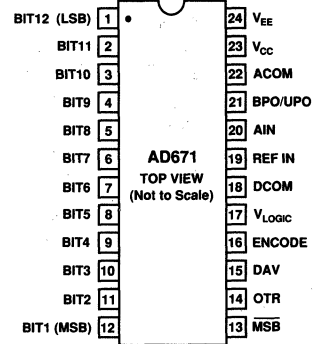 BIT12 (LSB) 1
BIT11 2
BIT10 3
BIT9 4
BIT8 5
BIT7 6
BIT6 7
BIT5 8
BIT4 9
BIT3 10
BIT2 11
BIT1 (MSB) 12
AD671
TOP VIEW
(Not to Scale)
24 VEE
23 VCC
22 ACOM
21 BPO/UPO
20 AIN
19 REF IN
18 DCOM
17 VLOGIC
16 ENCODE
15 DAV
14 OTR
13 M̅S̅B̅